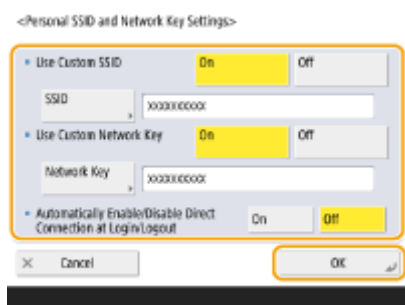 <Personal SSID and Network Key Settings>
Use Custom SSID On Off
SSID xxxxxxxxxx
Use Custom Network Key On Off
Network Key xxxxxxxxxx
Automatically Enable/Disable Direct
Connection at Login/Logout On Off
× Cancel OK